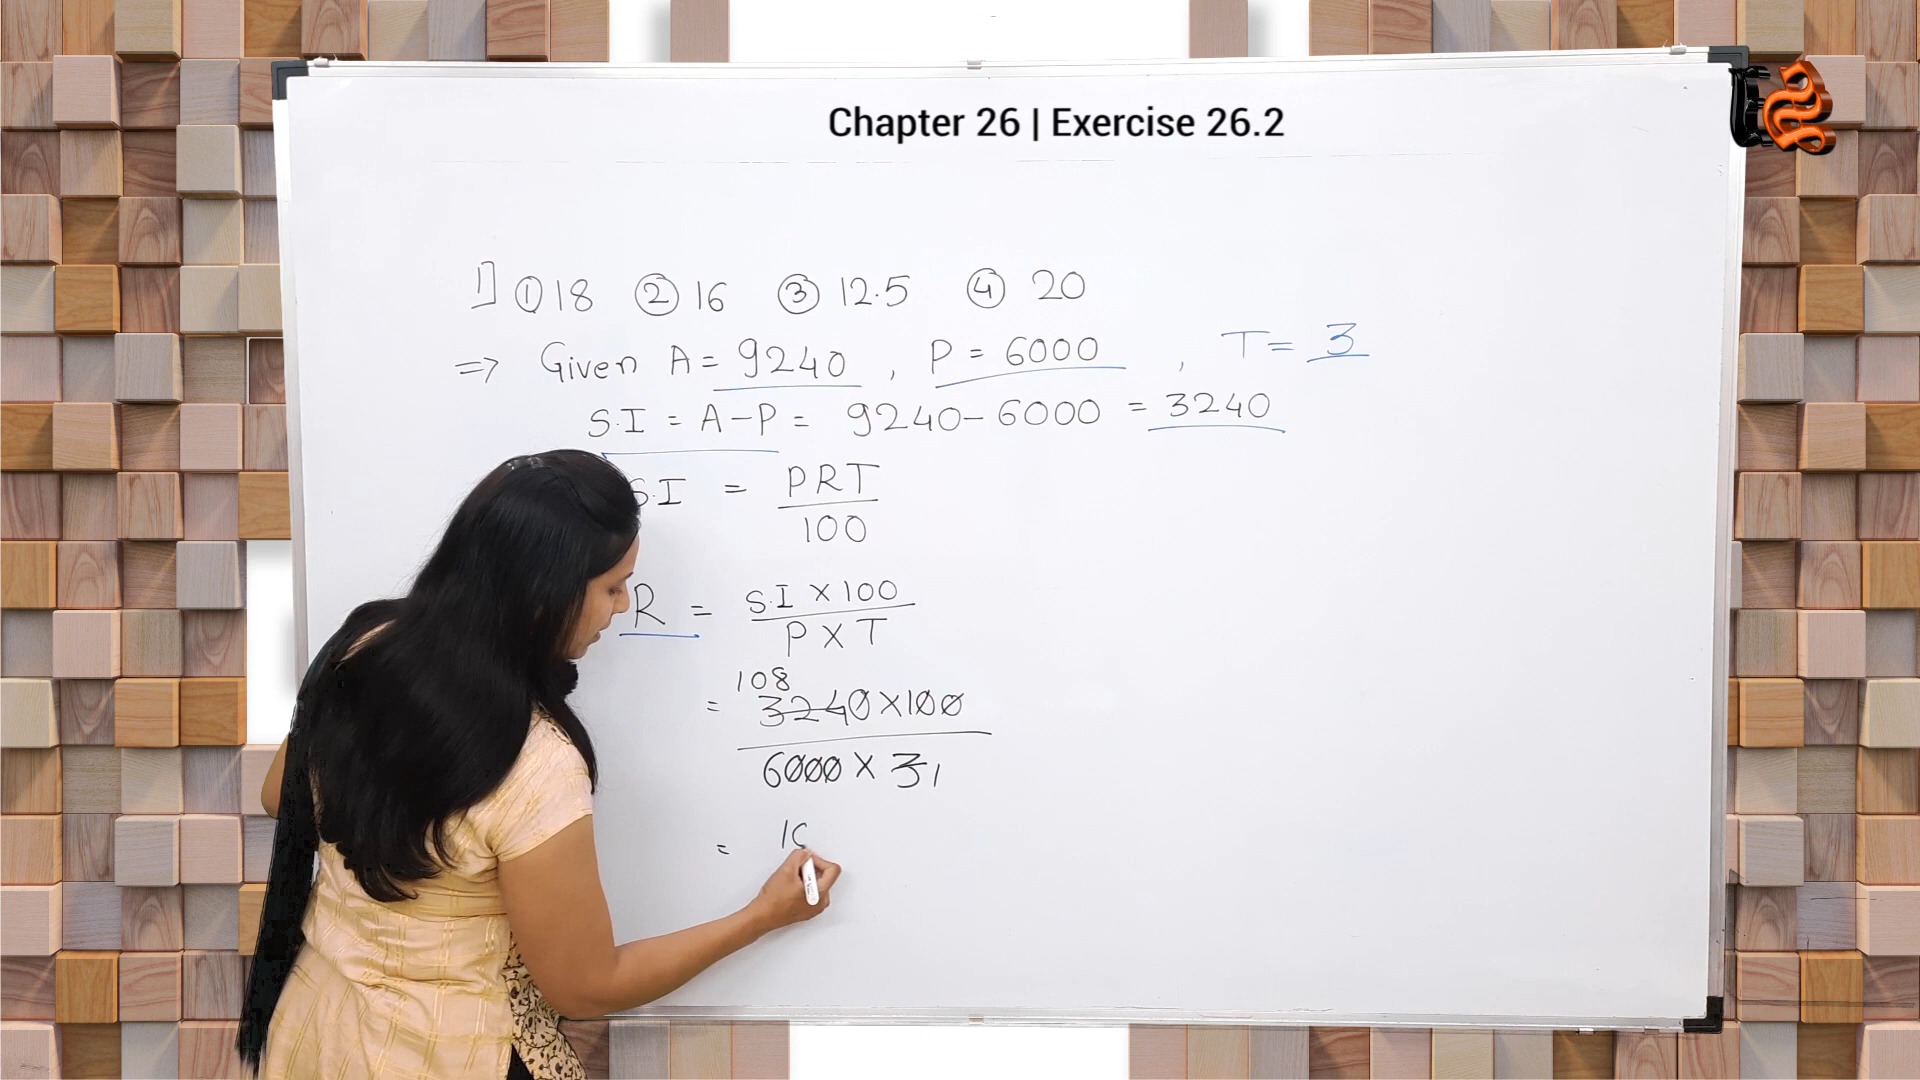 Chapter 26 | Exercise 26.2
1] ① 18 ② 16 ③ 12.5 ④ 20
⇒ Given A = 9240 , P = 6000 , T = 3
S.I = A - P = 9240 - 6000 = 3240
S.I = PRT
100
R = S.I × 100
P × T
108
= 3240 × 100
6000 × 3 1
=